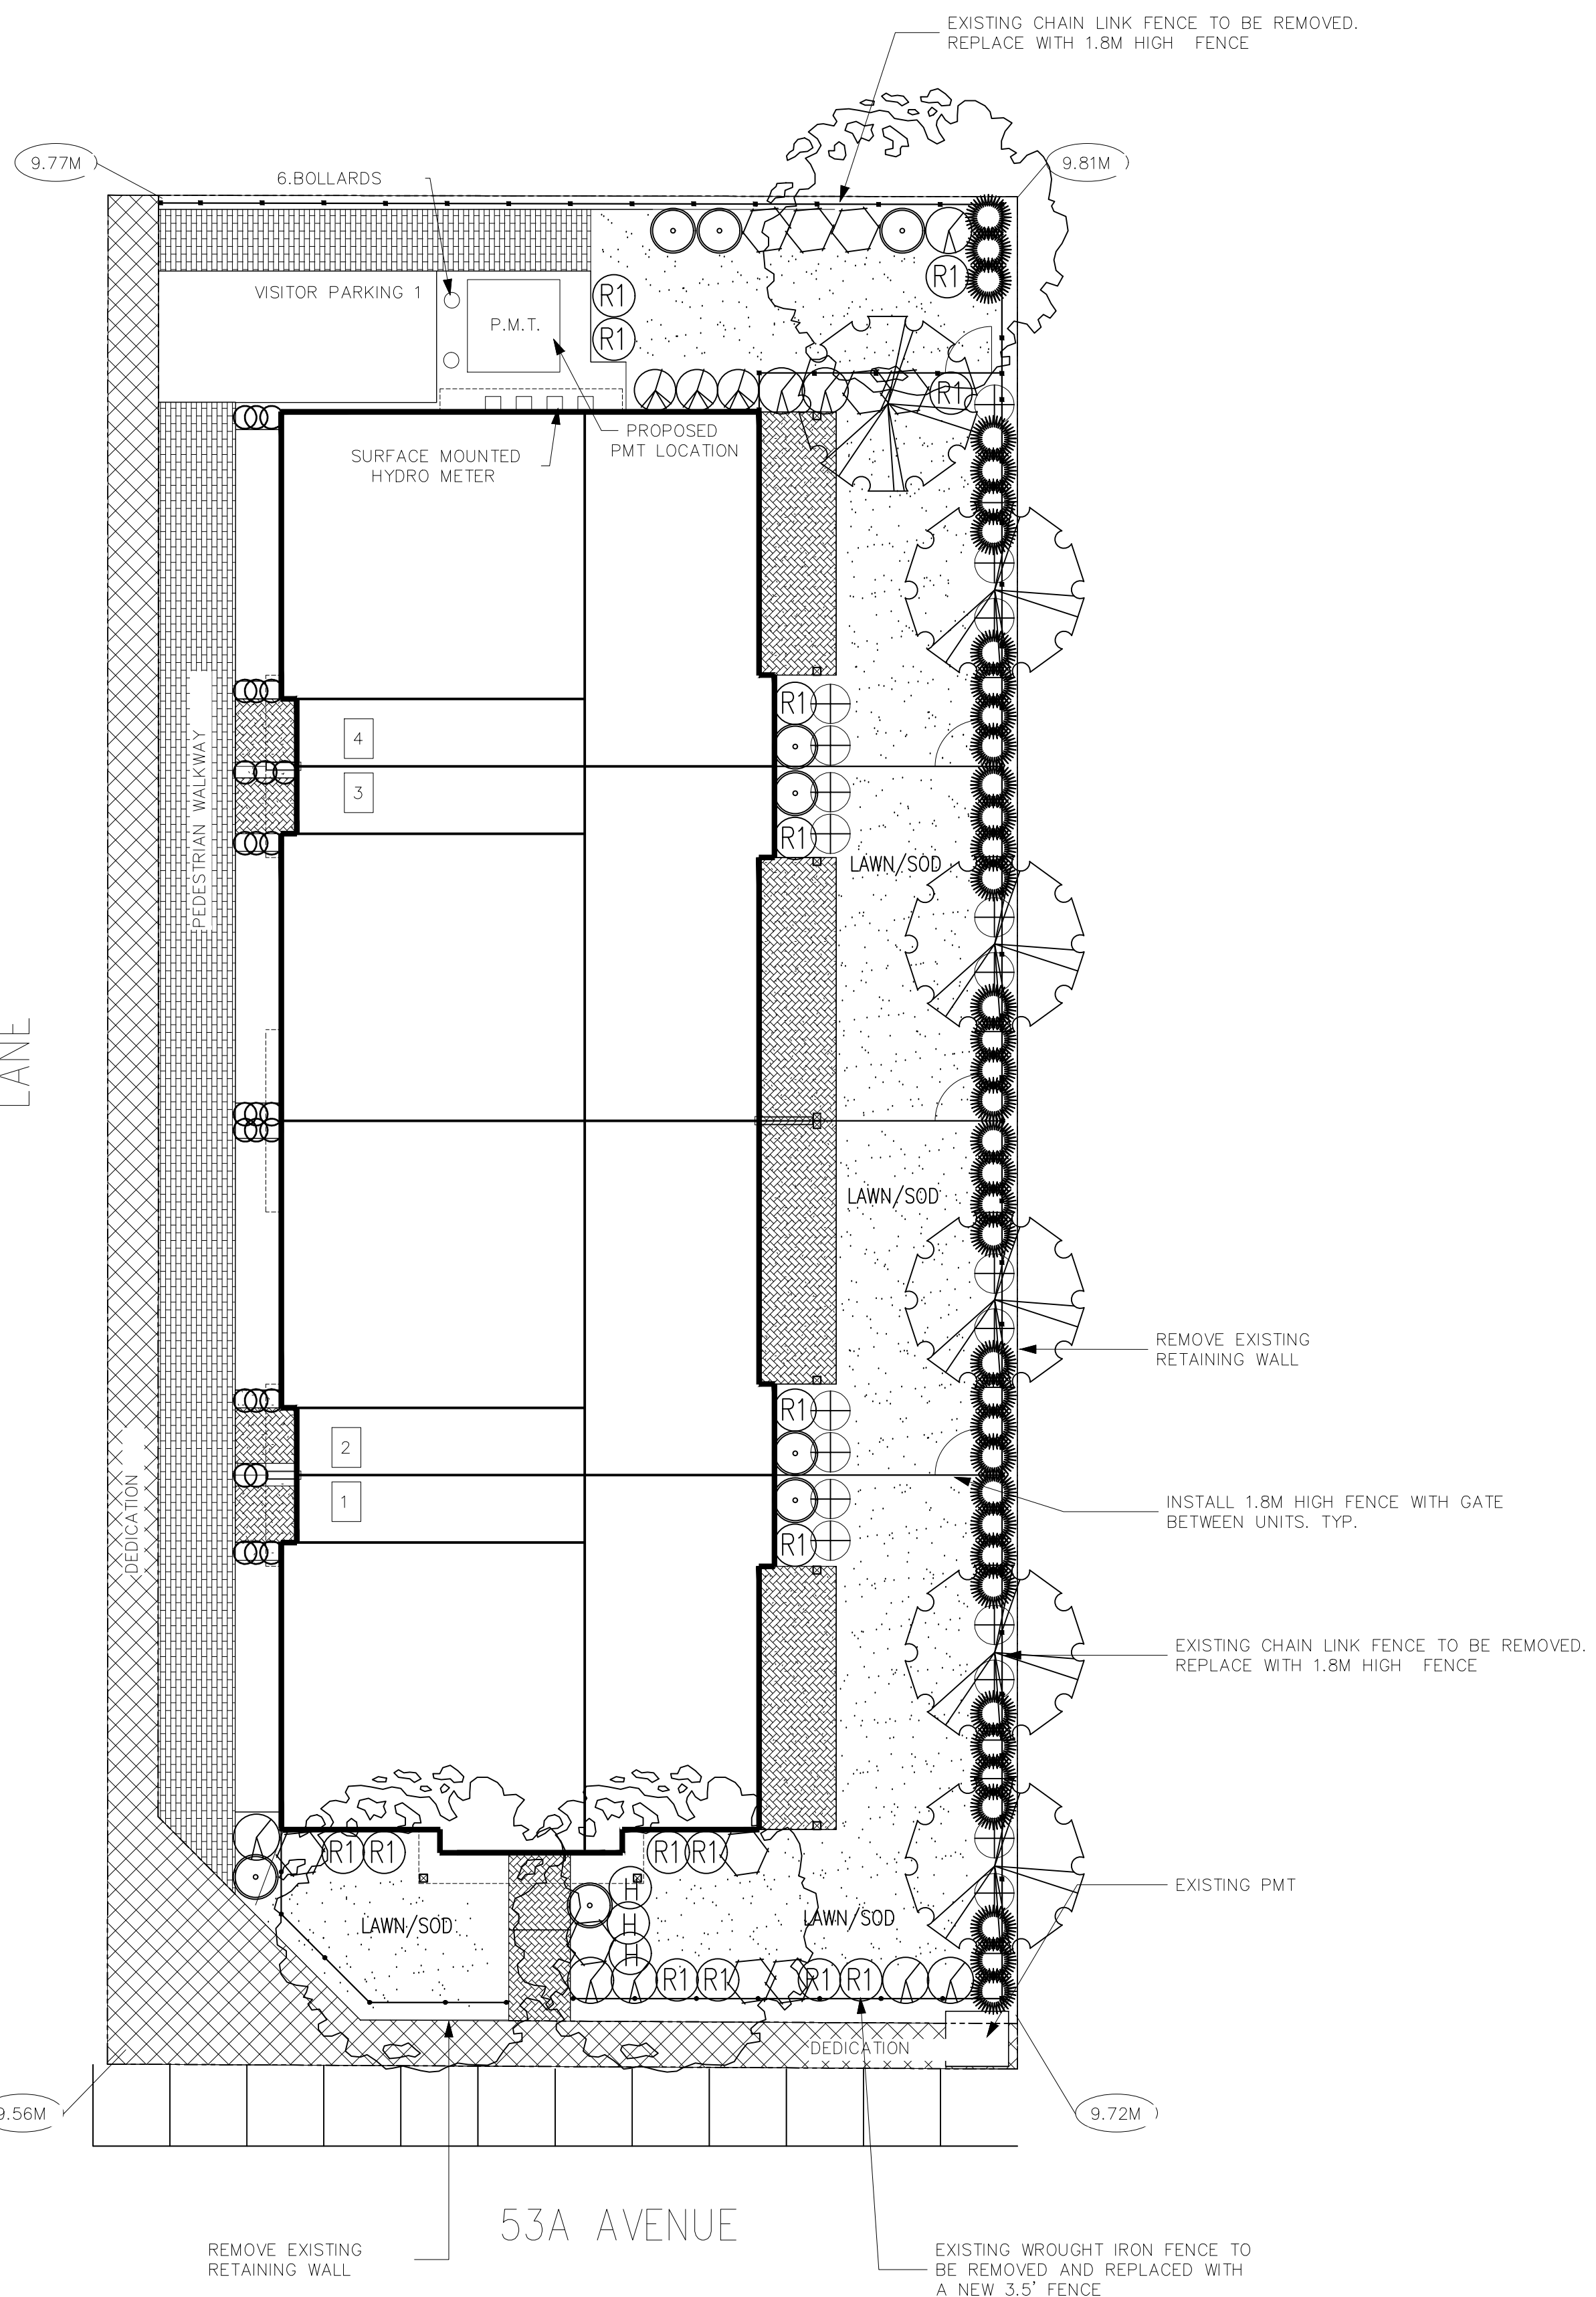 EXISTING CHAIN LINK FENCE TO BE REMOVED.
REPLACE WITH 1.8M HIGH FENCE
9.77M
9.81M
6.BOLLARDS
VISITOR PARKING 1
P.M.T.
R1
R1
R1
R1
PROPOSED
PMT LOCATION
SURFACE MOUNTED
HYDRO METER
PEDESTRIAN WALKWAY
4
3
R1
R1
LAWN/SOD
LANE
LAWN/SOD
REMOVE EXISTING
RETAINING WALL
2
1
R1
R1
DEDICATION
INSTALL 1.8M HIGH FENCE WITH GATE
BETWEEN UNITS. TYP.
EXISTING CHAIN LINK FENCE TO BE REMOVED.
REPLACE WITH 1.8M HIGH FENCE
R1 R1
R1 R1
EXISTING PMT
H
H
H
LAWN/SOD
LAWN/SOD
R1 R1
R1 R1
DEDICATION
9.56M
9.72M
53A AVENUE
REMOVE EXISTING
RETAINING WALL
EXISTING WROUGHT IRON FENCE TO
BE REMOVED AND REPLACED WITH
A NEW 3.5' FENCE